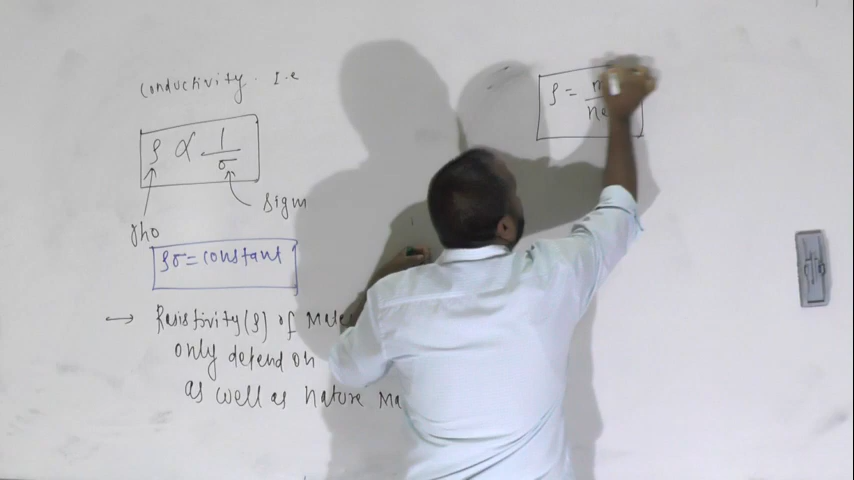 Conductivity. I.e
ρ ∝ 1/σ
Sigm
rho
ρσ = constant
→ Resistivity(ρ) of Mate
only depend on
as well as nature Ma
ρ = m
ne